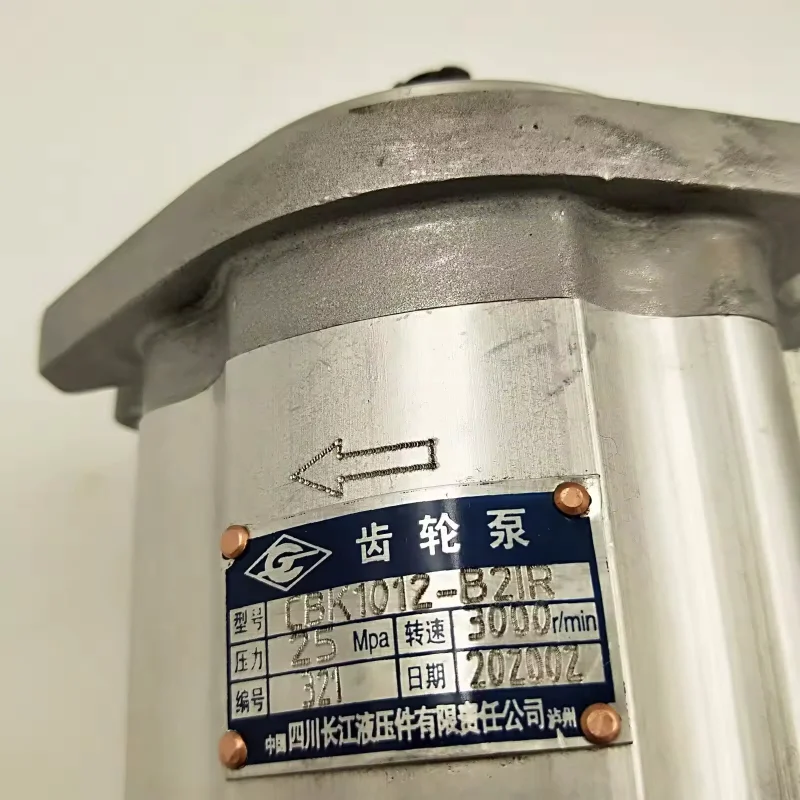 齿轮泵
型号 CBK1012-B2IR
压力 25 Mpa 转速 3000 r/min
编号 321 日期 202002
中国 四川长江液压件有限责任公司 泸州